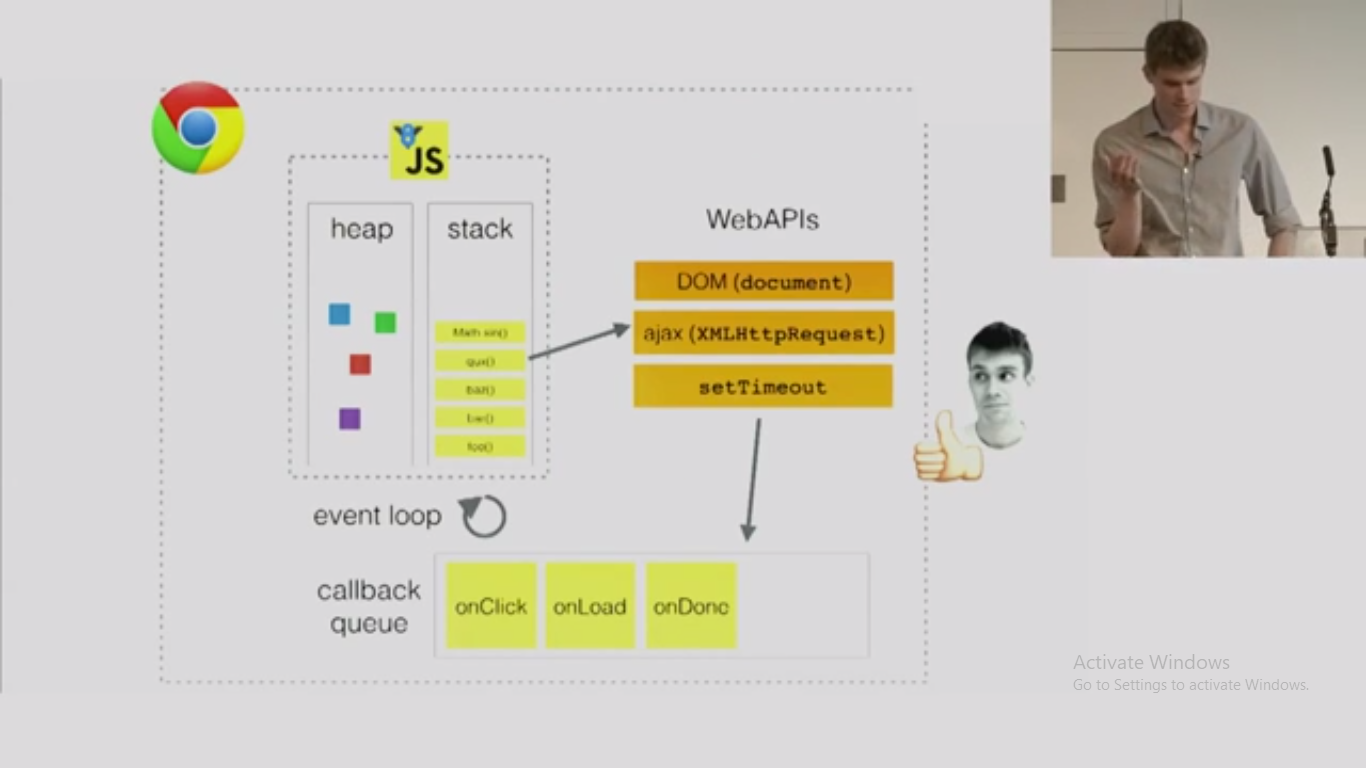 JS
heap
stack
WebAPIs
DOM (document)
ajax (XMLHttpRequest)
setTimeout
Math sin()
qux()
baz()
bar()
foo()
event loop
callback
queue
onClick
onLoad
onDone
Activate Windows
Go to Settings to activate Windows.